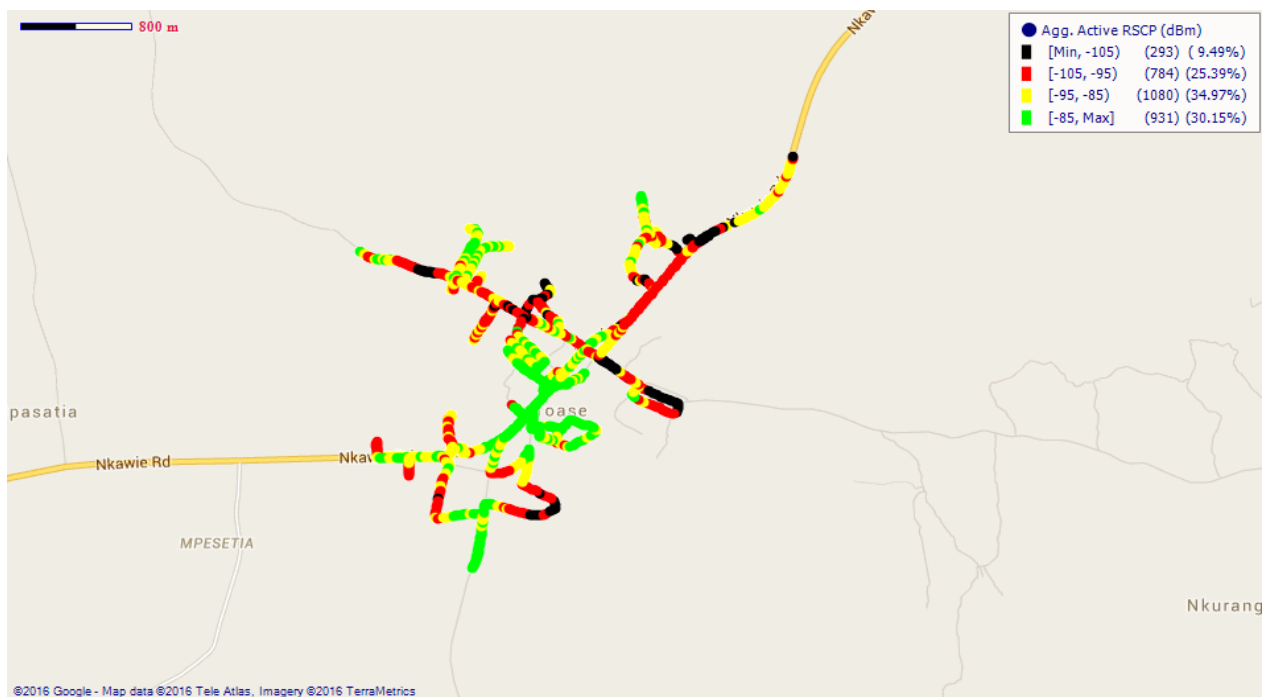 800 m
Agg. Active RSCP (dBm)
[Min, -105) (293) ( 9.49%)
[-105, -95) (784) (25.39%)
[-95, -85) (1080) (34.97%)
[-85, Max] (931) (30.15%)
oase
pasatia
Nkawie Rd
MPESETIA
Nkurang
©2016 Google - Map data ©2016 Tele Atlas, Imagery ©2016 TerraMetrics